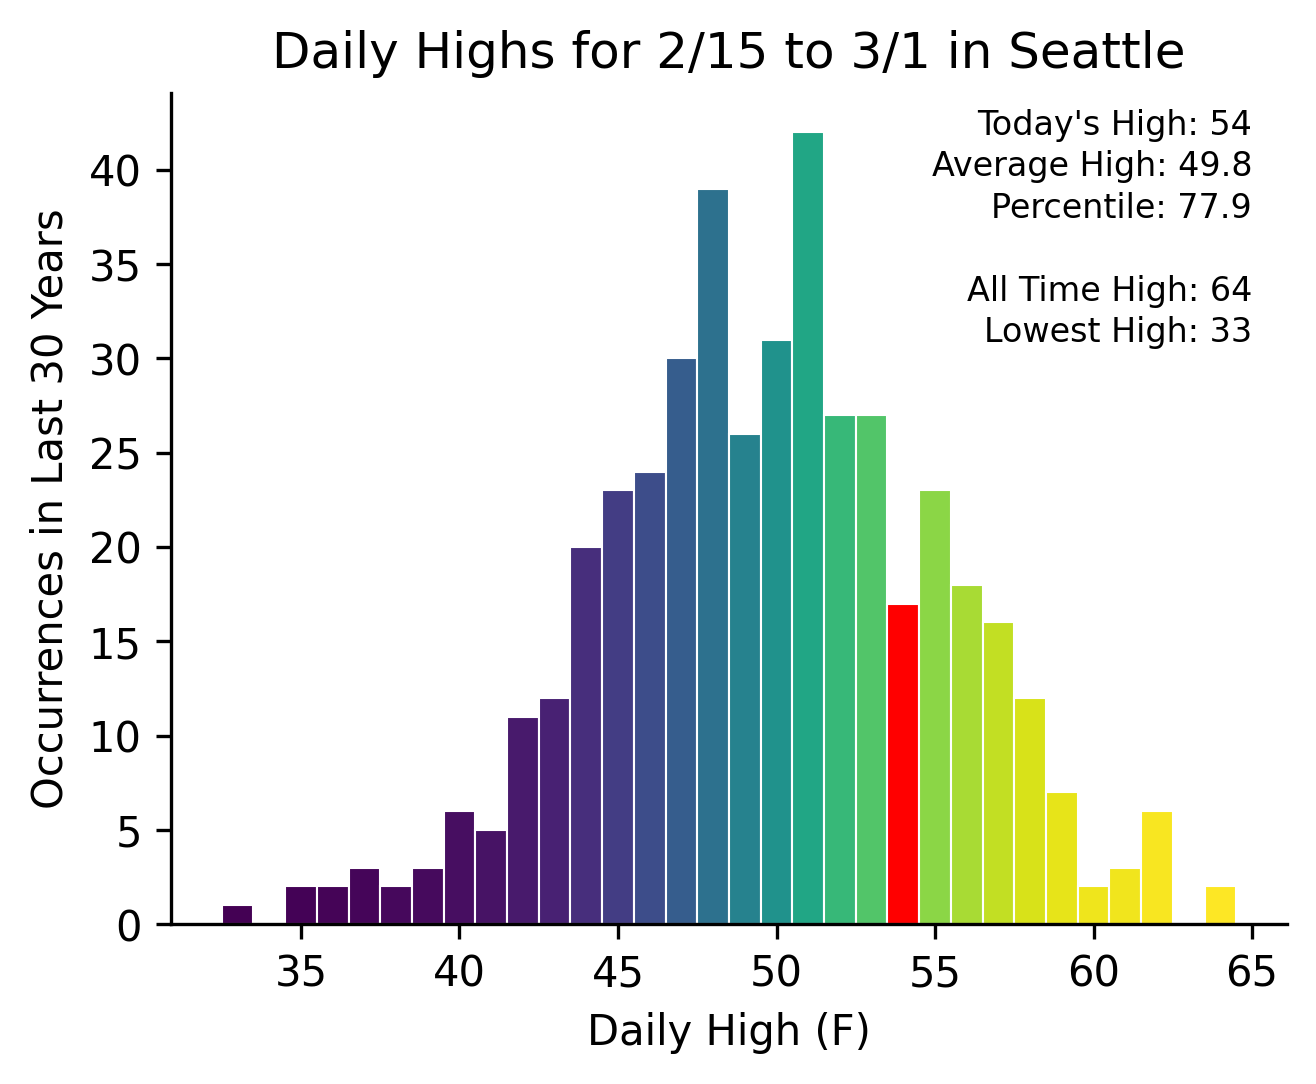 Daily Highs for 2/15 to 3/1 in Seattle
Today's High: 54
Average High: 49.8
Percentile: 77.9
All Time High: 64
Lowest High: 33
Occurrences in Last 30 Years
40
35
30
25
20
15
10
5
0
35 40 45 50 55 60 65
Daily High (F)